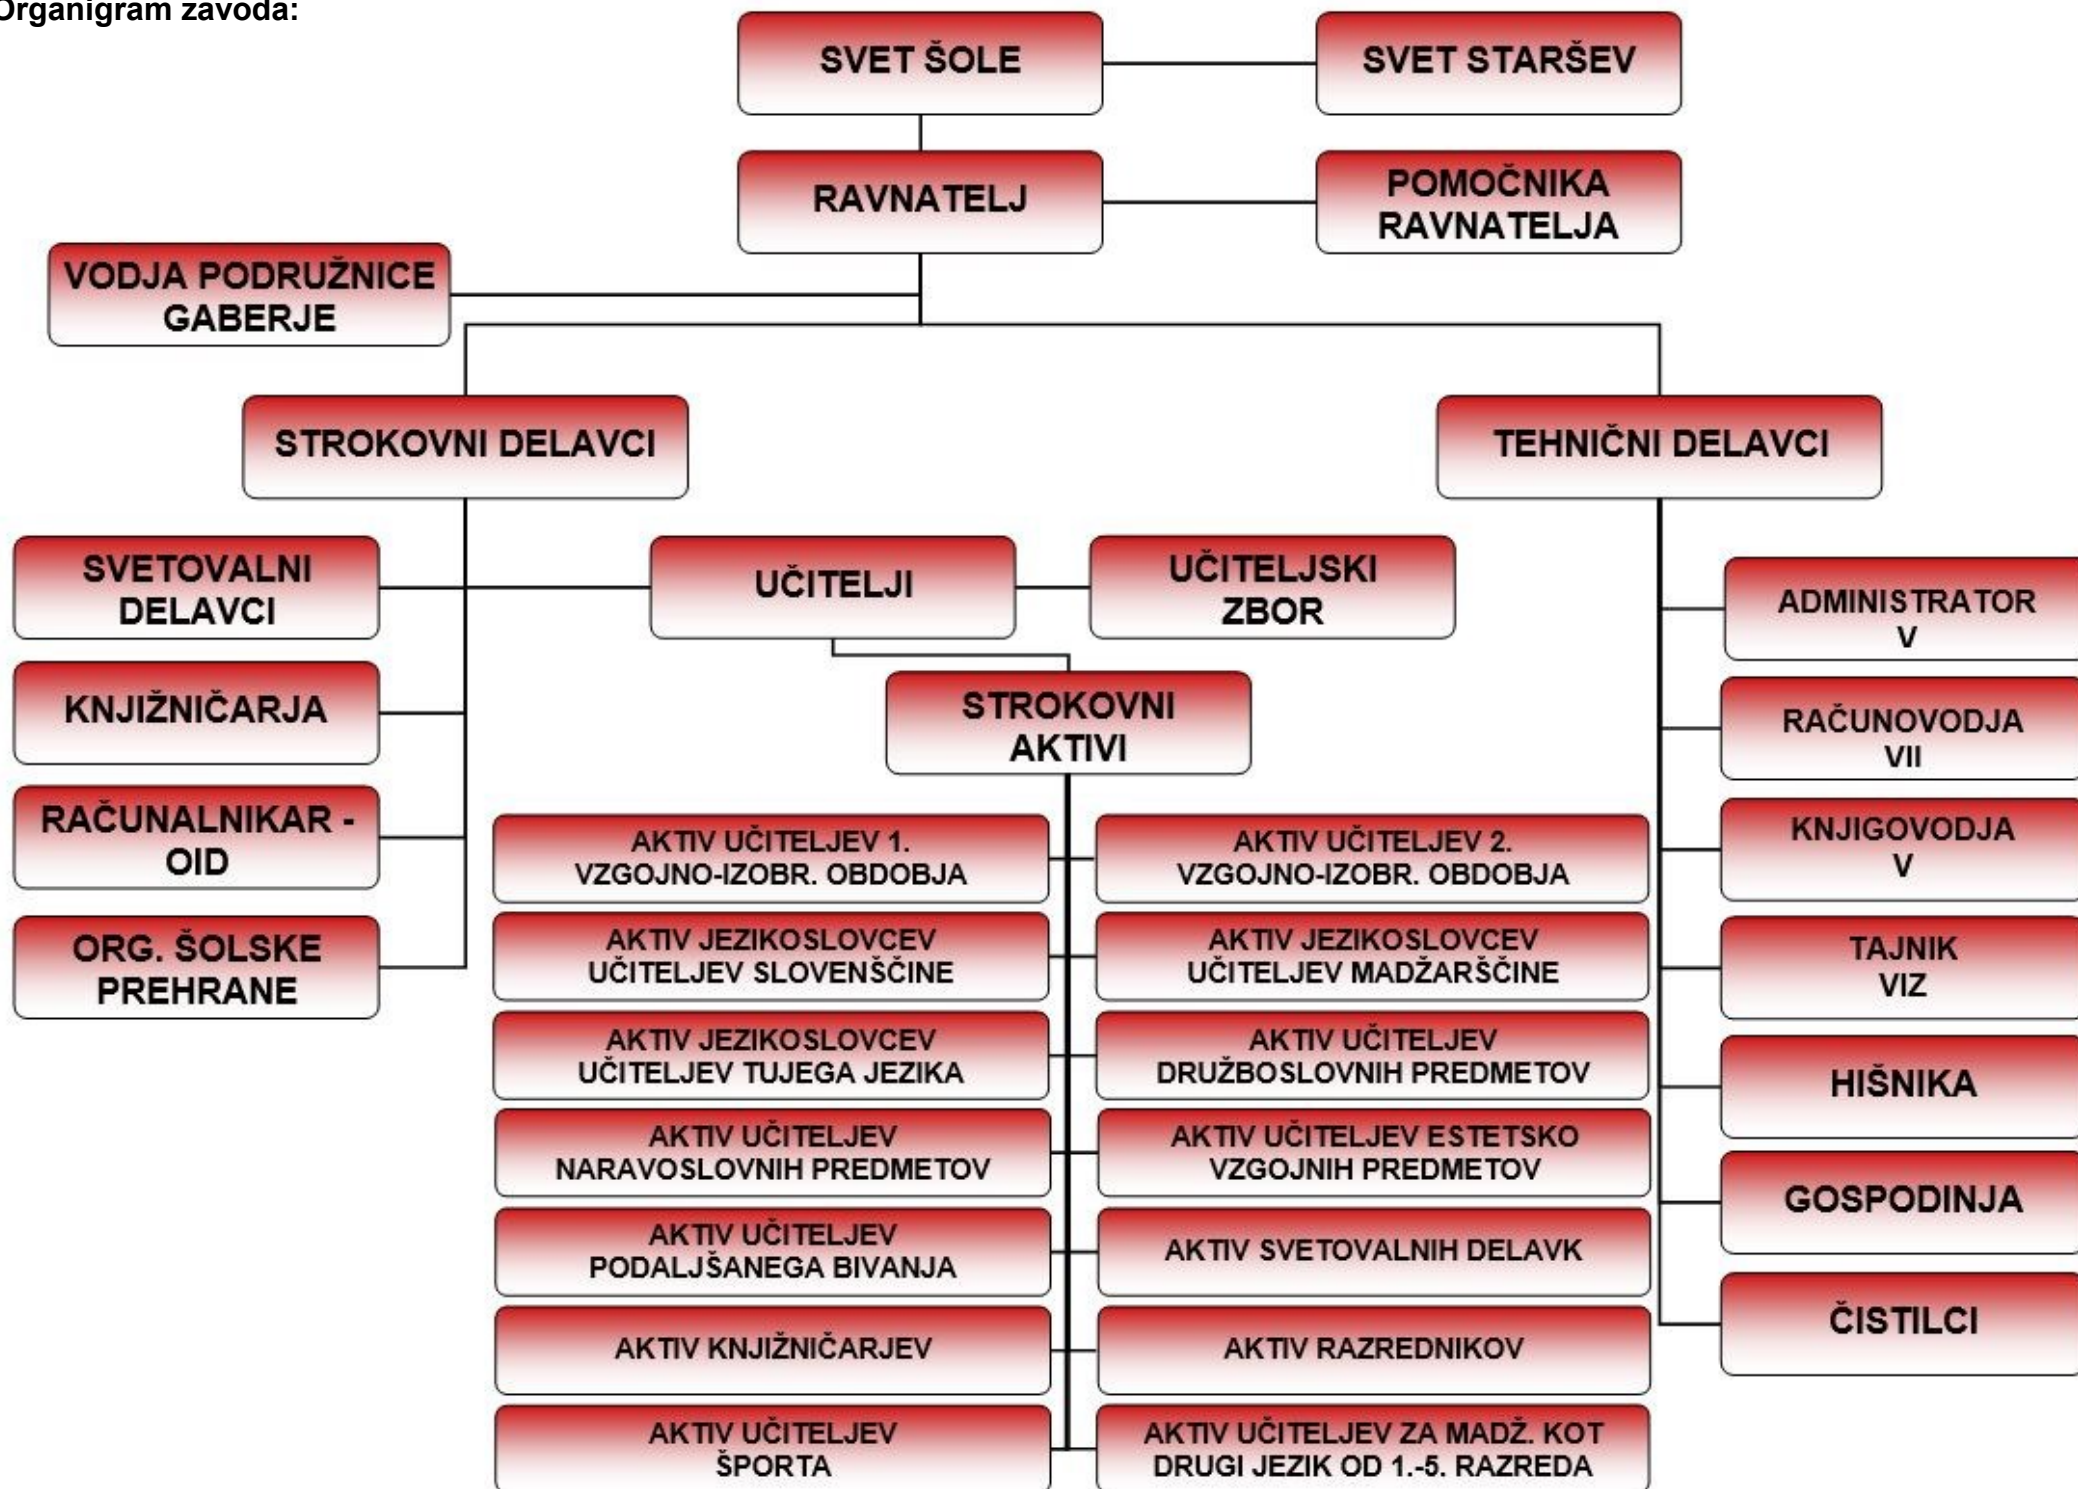 Organigram zavoda:
SVET ŠOLE
SVET STARŠEV
RAVNATELJ
POMOČNIKA
RAVNATELJA
VODJA PODRUŽNICE
GABERJE
STROKOVNI DELAVCI
TEHNIČNI DELAVCI
SVETOVALNI
DELAVCI
UČITELJI
UČITELJSKI
ZBOR
ADMINISTRATOR
V
KNJIŽNIČARJA
STROKOVNI
AKTIVI
RAČUNOVODJA
VII
RAČUNALNIKAR -
OID
AKTIV UČITELJEV 1.
VZGOJNO-IZOBR. OBDOBJA
AKTIV UČITELJEV 2.
VZGOJNO-IZOBR. OBDOBJA
KNJIGOVODJA
V
ORG. ŠOLSKE
PREHRANE
AKTIV JEZIKOSLOVCEV
UČITELJEV SLOVENŠČINE
AKTIV JEZIKOSLOVCEV
UČITELJEV MADŽARŠČINE
TAJNIK
VIZ
AKTIV JEZIKOSLOVCEV
UČITELJEV TUJEGA JEZIKA
AKTIV UČITELJEV
DRUŽBOSLOVNIH PREDMETOV
HIŠNIKA
AKTIV UČITELJEV
NARAVOSLOVNIH PREDMETOV
AKTIV UČITELJEV ESTETSKO
VZGOJNIH PREDMETOV
GOSPODINJA
AKTIV UČITELJEV
PODALJŠANEGA BIVANJA
AKTIV SVETOVALNIH DELAVK
ČISTILCI
AKTIV KNJIŽNIČARJEV
AKTIV RAZREDNIKOV
AKTIV UČITELJEV
ŠPORTA
AKTIV UČITELJEV ZA MADŽ. KOT
DRUGI JEZIK OD 1.-5. RAZREDA